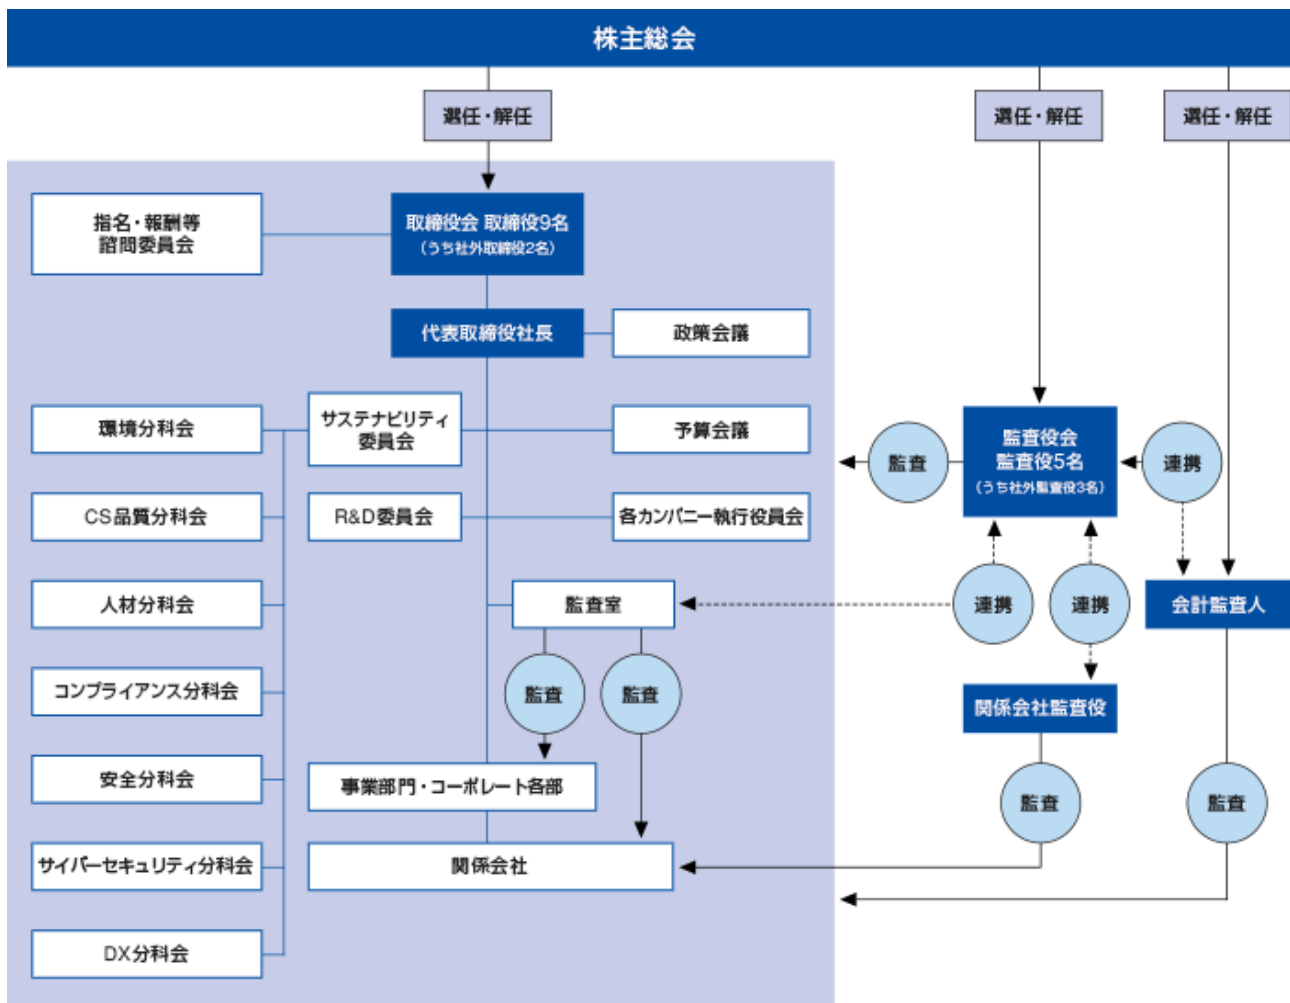 株主総会
選任・解任
選任・解任
選任・解任
指名・報酬等
諮問委員会
取締役会 取締役9名
(うち社外取締役2名)
代表取締役社長
政策会議
環境分科会
サステナビリティ
委員会
予算会議
監査
監査役会
監査役5名
(うち社外監査役3名)
連携
CS品質分科会
R&D委員会
各カンパニー執行役員会
人材分科会
監査室
連携
連携
会計監査人
コンプライアンス分科会
監査
監査
関係会社監査役
安全分科会
事業部門・コーポレート各部
監査
監査
サイバーセキュリティ分科会
関係会社
DX分科会